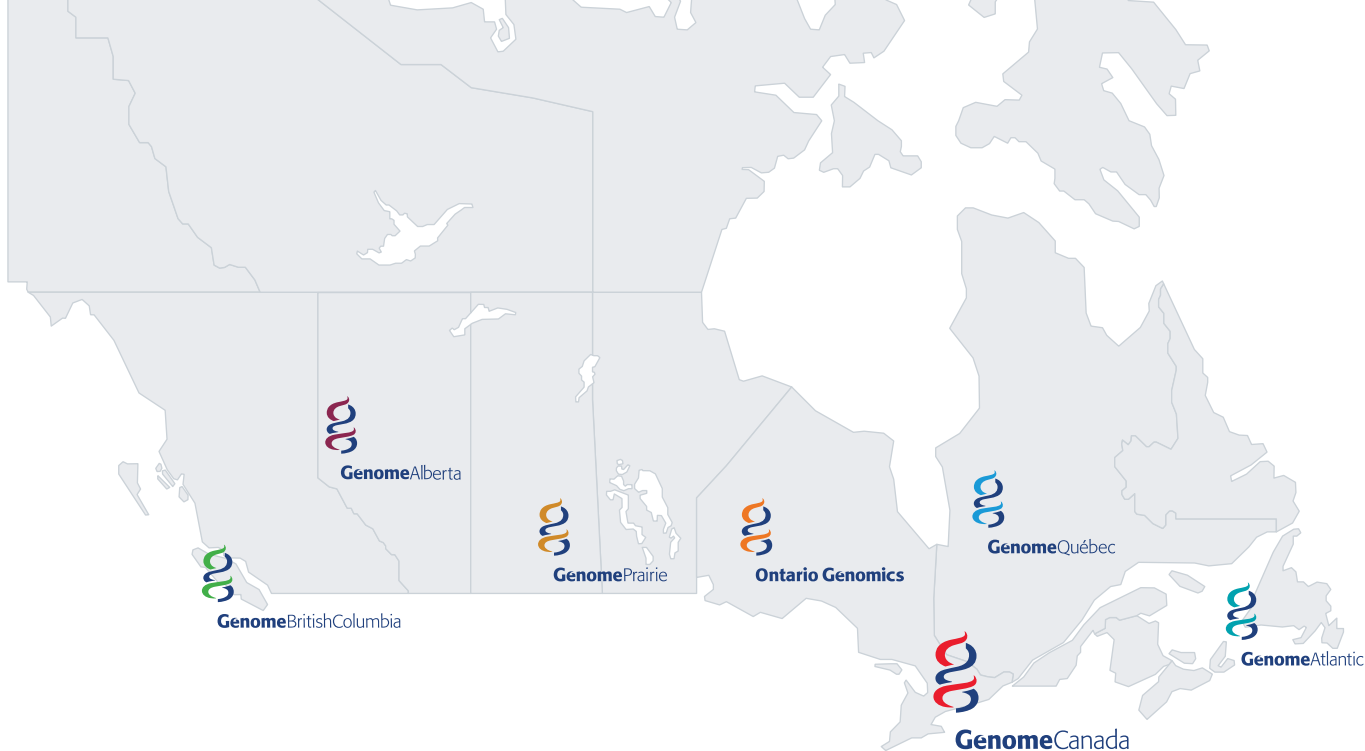 GenomeAlberta
GenomeQuébec
GenomePrairie
Ontario Genomics
GenomeBritishColumbia
GenomeAtlantic
GenomeCanada